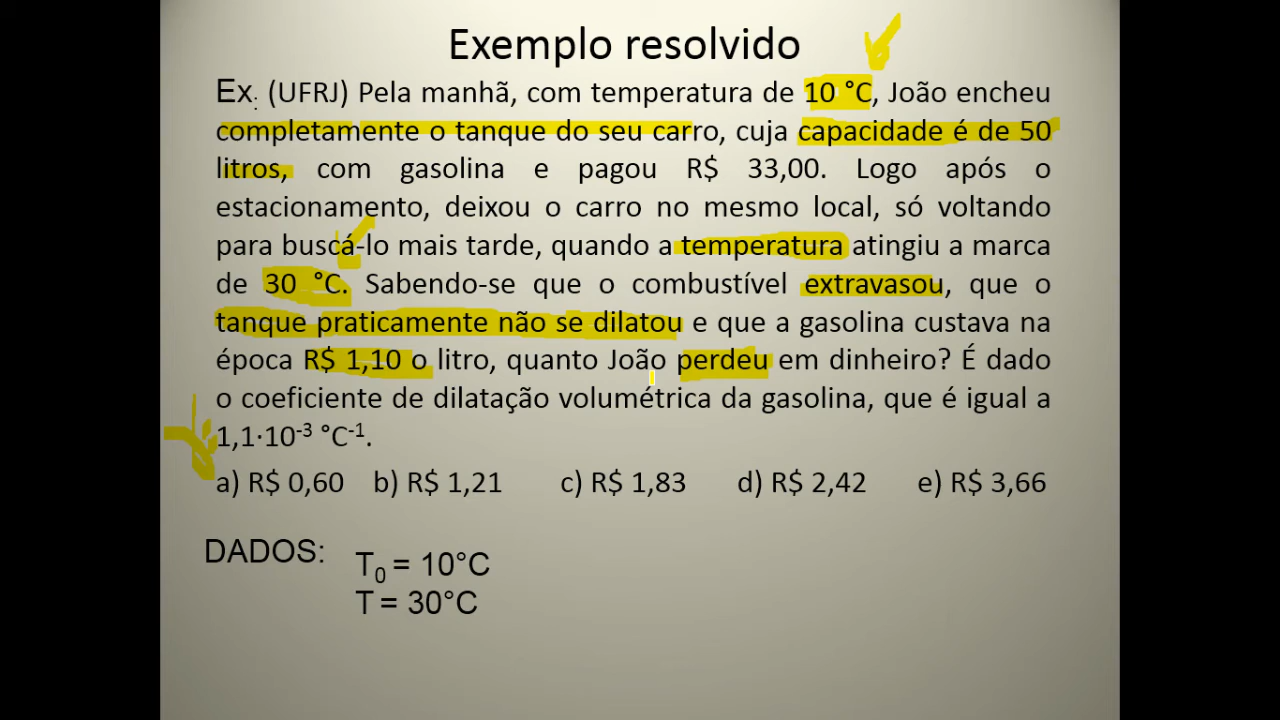 Exemplo resolvido
Ex: (UFRJ) Pela manhã, com temperatura de 10 °C, João encheu
completamente o tanque do seu carro, cuja capacidade é de 50
litros, com gasolina e pagou R$ 33,00. Logo após o
estacionamento, deixou o carro no mesmo local, só voltando
para buscá-lo mais tarde, quando a temperatura atingiu a marca
de 30 °C. Sabendo-se que o combustível extravasou, que o
tanque praticamente não se dilatou e que a gasolina custava na
época R$ 1,10 o litro, quanto João perdeu em dinheiro? É dado
o coeficiente de dilatação volumétrica da gasolina, que é igual a
1,1·10⁻³ °C⁻¹.
a) R$ 0,60 b) R$ 1,21 c) R$ 1,83 d) R$ 2,42 e) R$ 3,66
DADOS:
T₀ = 10°C
T = 30°C